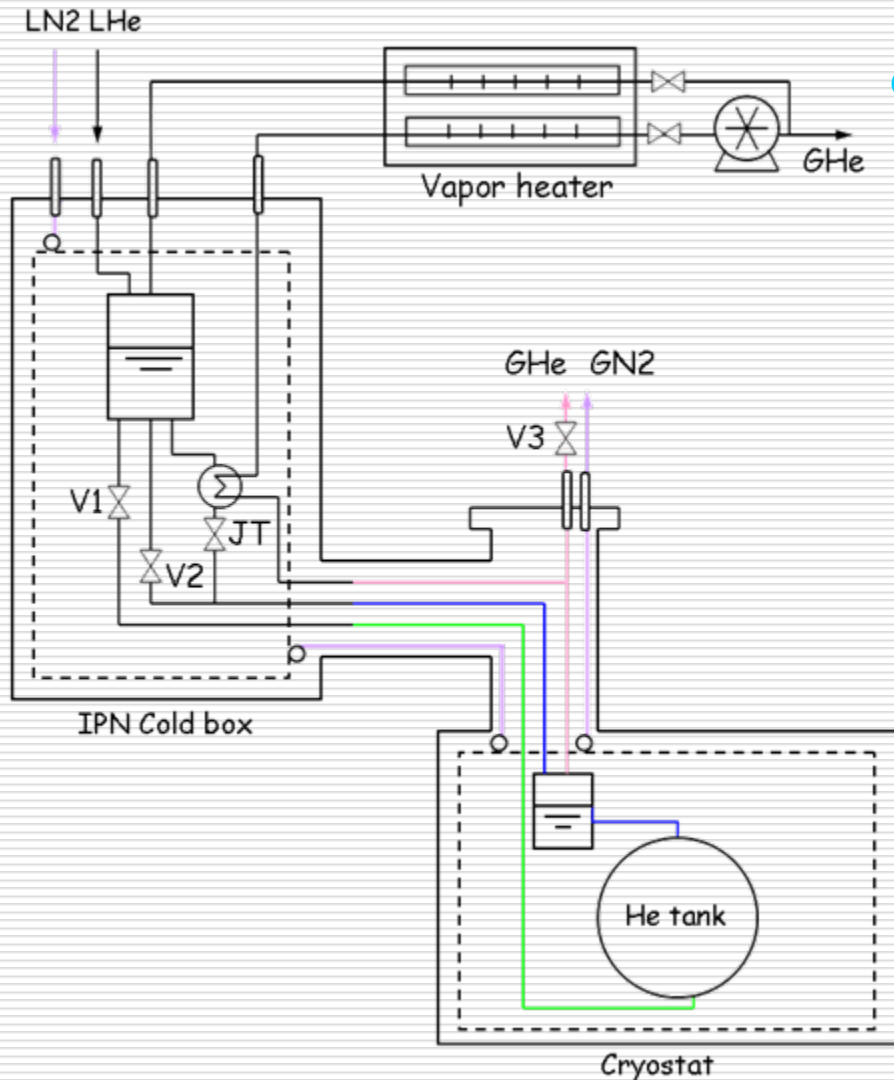 LN2 LHe
GHe
Vapor heater
GHe GN2
V3
V1
JT
V2
IPN Cold box
He tank
Cryostat